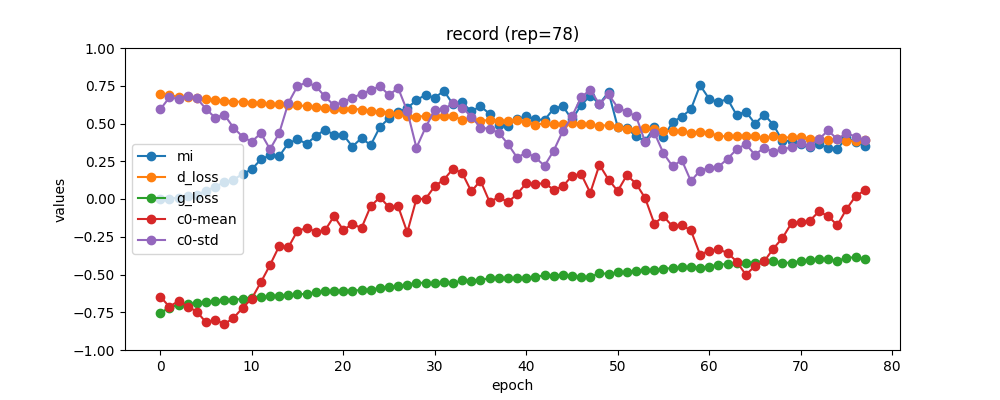 record (rep=78)
values
1.00
0.75
0.50
0.25
0.00
−0.25
−0.50
−0.75
−1.00
mi
d_loss
g_loss
c0-mean
c0-std
0 10 20 30 40 50 60 70 80
epoch